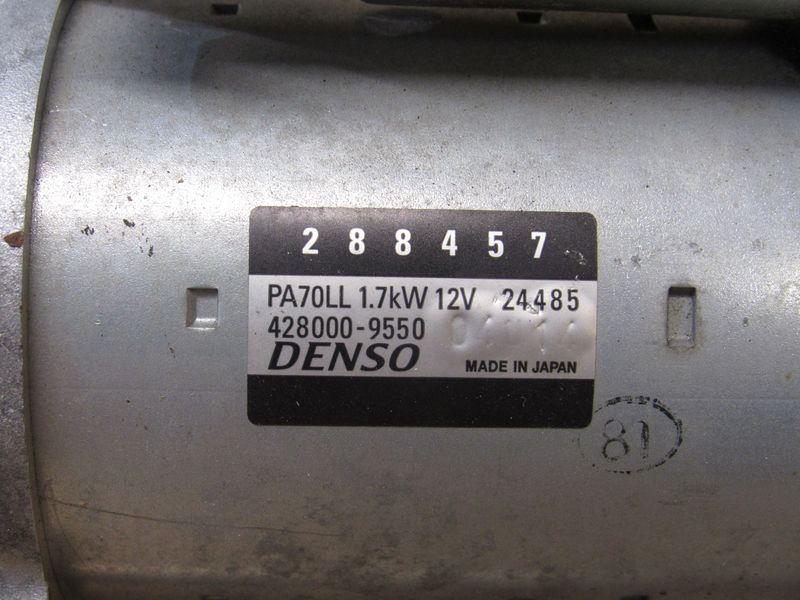 288457
PA70LL 1.7kW 12V 24485
428000-9550
DENSO MADE IN JAPAN
81